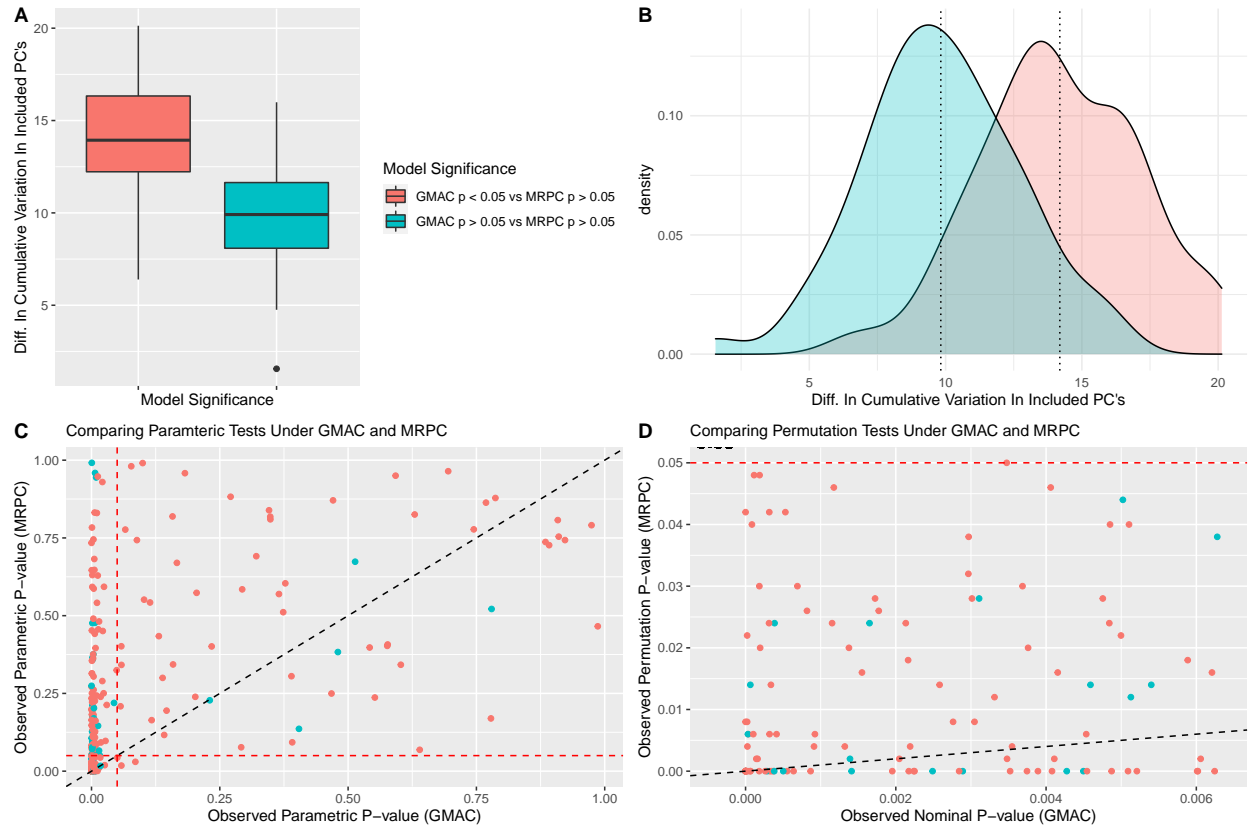 A
Diff. In Cumulative Variation In Included PC's
20
15
10
5
Model Significance
Model Significance
GMAC p < 0.05 vs MRPC p > 0.05
GMAC p > 0.05 vs MRPC p > 0.05
B
density
0.10
0.05
0.00
5
10
15
20
Diff. In Cumulative Variation In Included PC's
C
Comparing Paramteric Tests Under GMAC and MRPC
Observed Parametric P−value (MRPC)
1.00
0.75
0.50
0.25
0.00
0.00
0.25
0.50
0.75
1.00
Observed Parametric P−value (GMAC)
D
Comparing Permutation Tests Under GMAC and MRPC
Observed Permutation P−value (MRPC)
0.05
0.04
0.03
0.02
0.01
0.00
0.000
0.002
0.004
0.006
Observed Nominal P−value (GMAC)